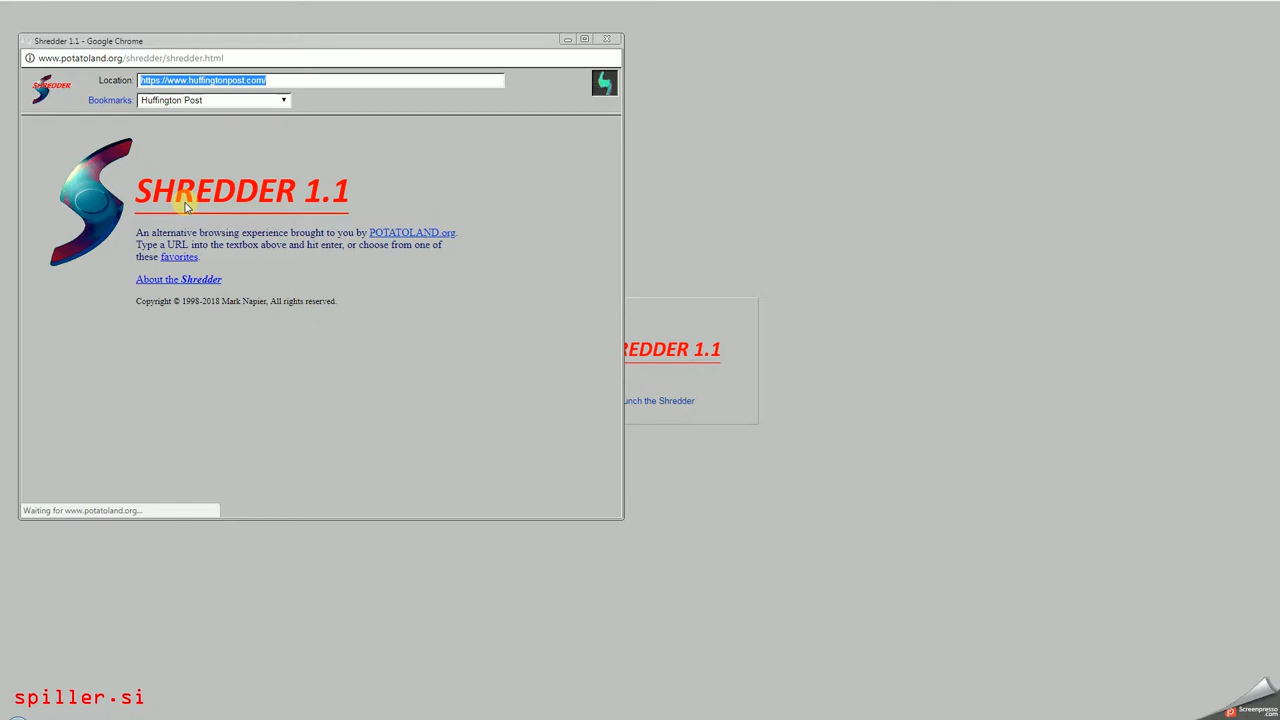 Shredder 1.1 - Google Chrome
www.potatoland.org/shredder/shredder.html
SHREDDER
Location: https://www.huffingtonpost.com/
Bookmarks: Huffington Post
SHREDDER 1.1
An alternative browsing experience brought to you by POTATOLAND.org.
Type a URL into the textbox above and hit enter, or choose from one of
these favorites.
About the Shredder
Copyright © 1998-2018 Mark Napier, All rights reserved.
REDDER 1.1
unch the Shredder
Waiting for www.potatoland.org...
spiller.si
Screenpresso
.com